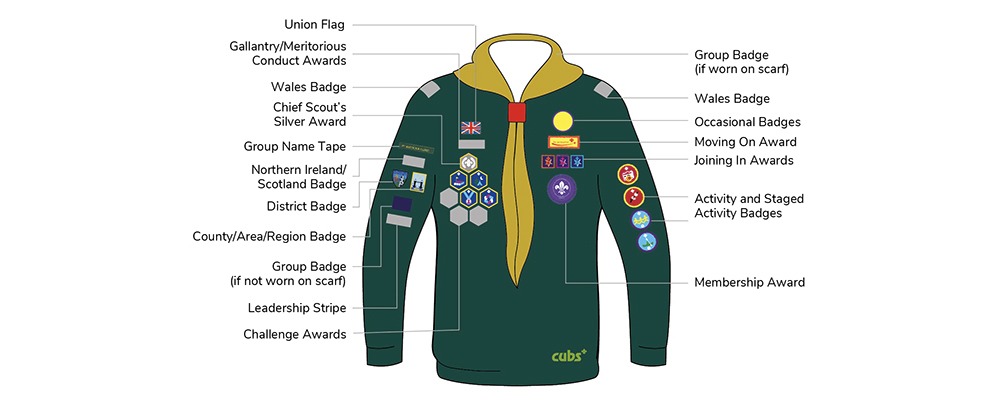 Union Flag
Gallantry/Meritorious
Conduct Awards
Wales Badge
Chief Scout's
Silver Award
Group Name Tape
Northern Ireland/
Scotland Badge
District Badge
County/Area/Region Badge
Group Badge
(if not worn on scarf)
Leadership Stripe
Challenge Awards
Group Badge
(if worn on scarf)
Wales Badge
Occasional Badges
Moving On Award
Joining In Awards
Activity and Staged
Activity Badges
Membership Award
cubs